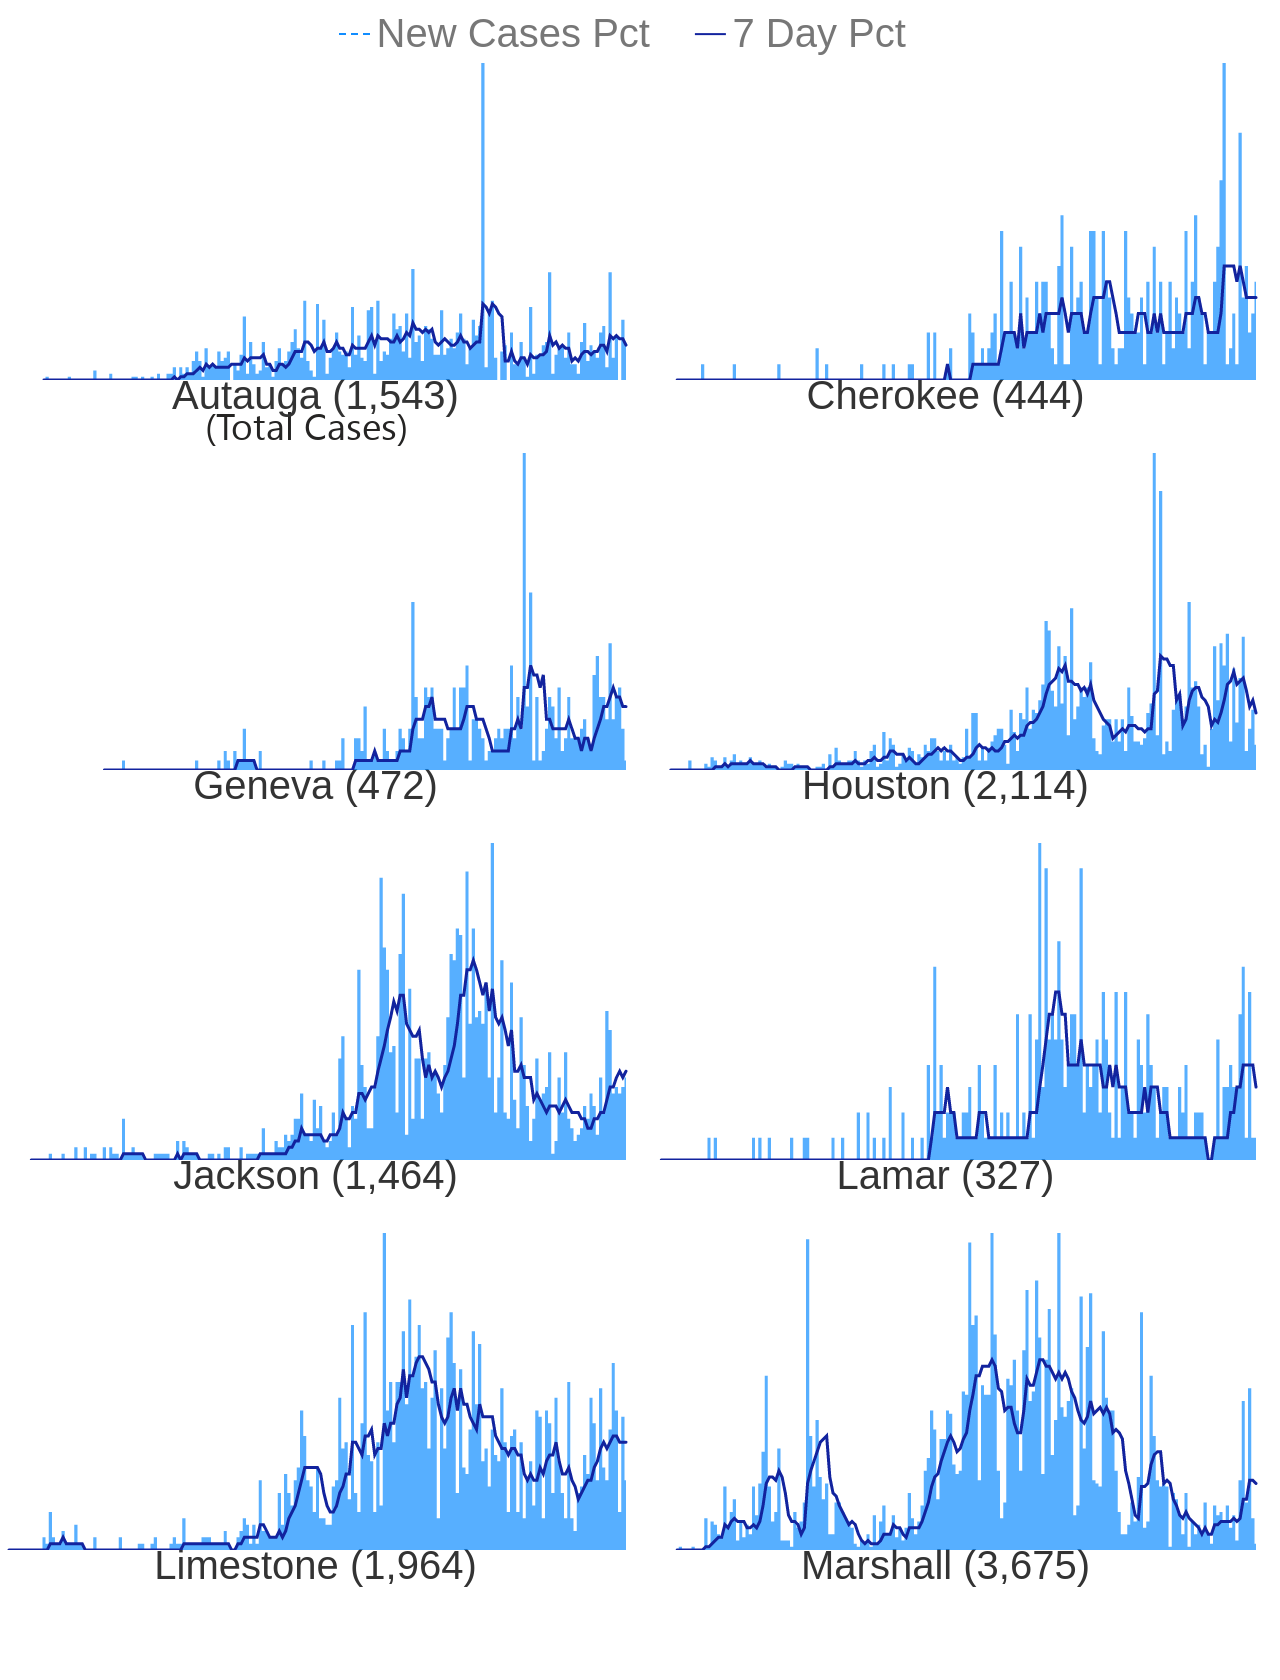 New Cases Pct 7 Day Pct
Autauga (1,543) Cherokee (444)
(Total Cases)
Geneva (472) Houston (2,114)
Jackson (1,464) Lamar (327)
Limestone (1,964) Marshall (3,675)